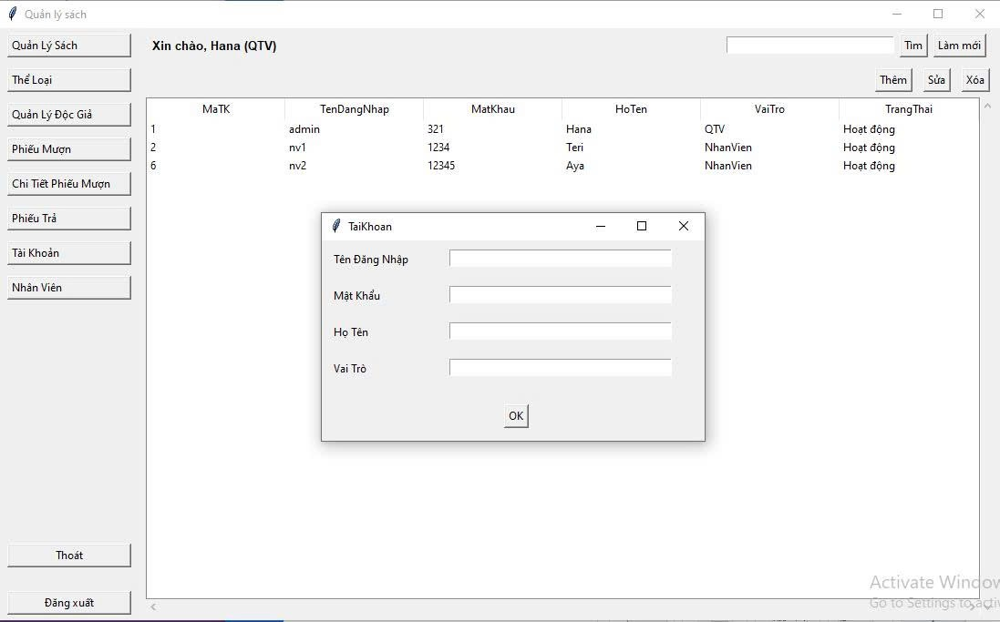 Quản lý sách
Quản Lý Sách
Thể Loại
Quản Lý Độc Giả
Phiếu Mượn
Chi Tiết Phiếu Mượn
Phiếu Trả
Tài Khoản
Nhân Viên
Thoát
Đăng xuất
Xin chào, Hana (QTV)
Tìm Làm mới
Thêm Sửa Xóa
MaTK TenDangNhap MatKhau HoTen VaiTro TrangThai
1 admin 321 Hana QTV Hoạt động
2 nv1 1234 Teri NhanVien Hoạt động
6 nv2 12345 Aya NhanVien Hoạt động
TaiKhoan
Tên Đăng Nhập
Mật Khẩu
Họ Tên
Vai Trò
OK
Activate Window
Go to Settings to activ